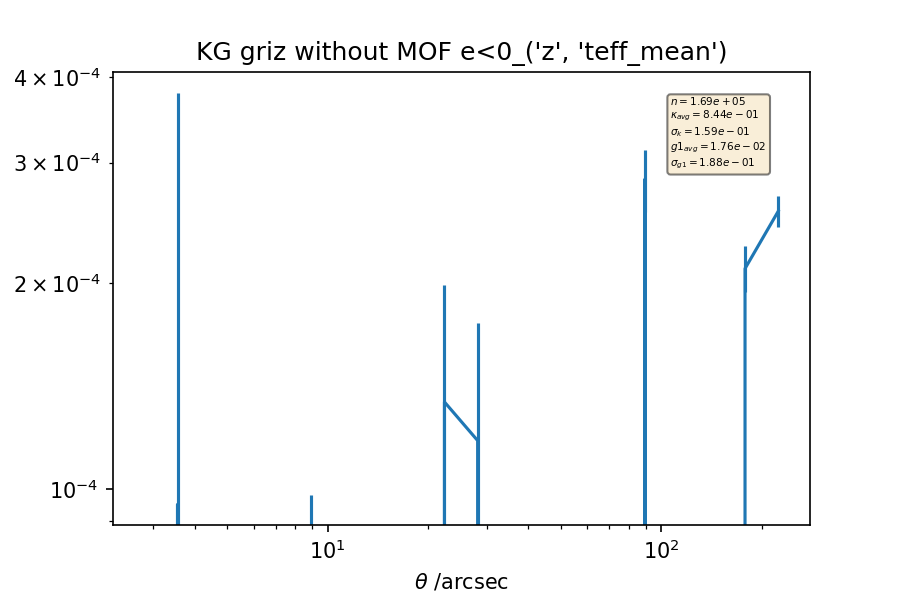 KG griz without MOF e<0_('z', 'teff_mean')
4 × 10⁻⁴
3 × 10⁻⁴
2 × 10⁻⁴
10⁻⁴
n = 1.69e + 05
κₐᵥg = 8.44e − 01
σₖ = 1.59e − 01
g1ₐᵥg = 1.76e − 02
σg1 = 1.88e − 01
10¹ 10²
θ /arcsec